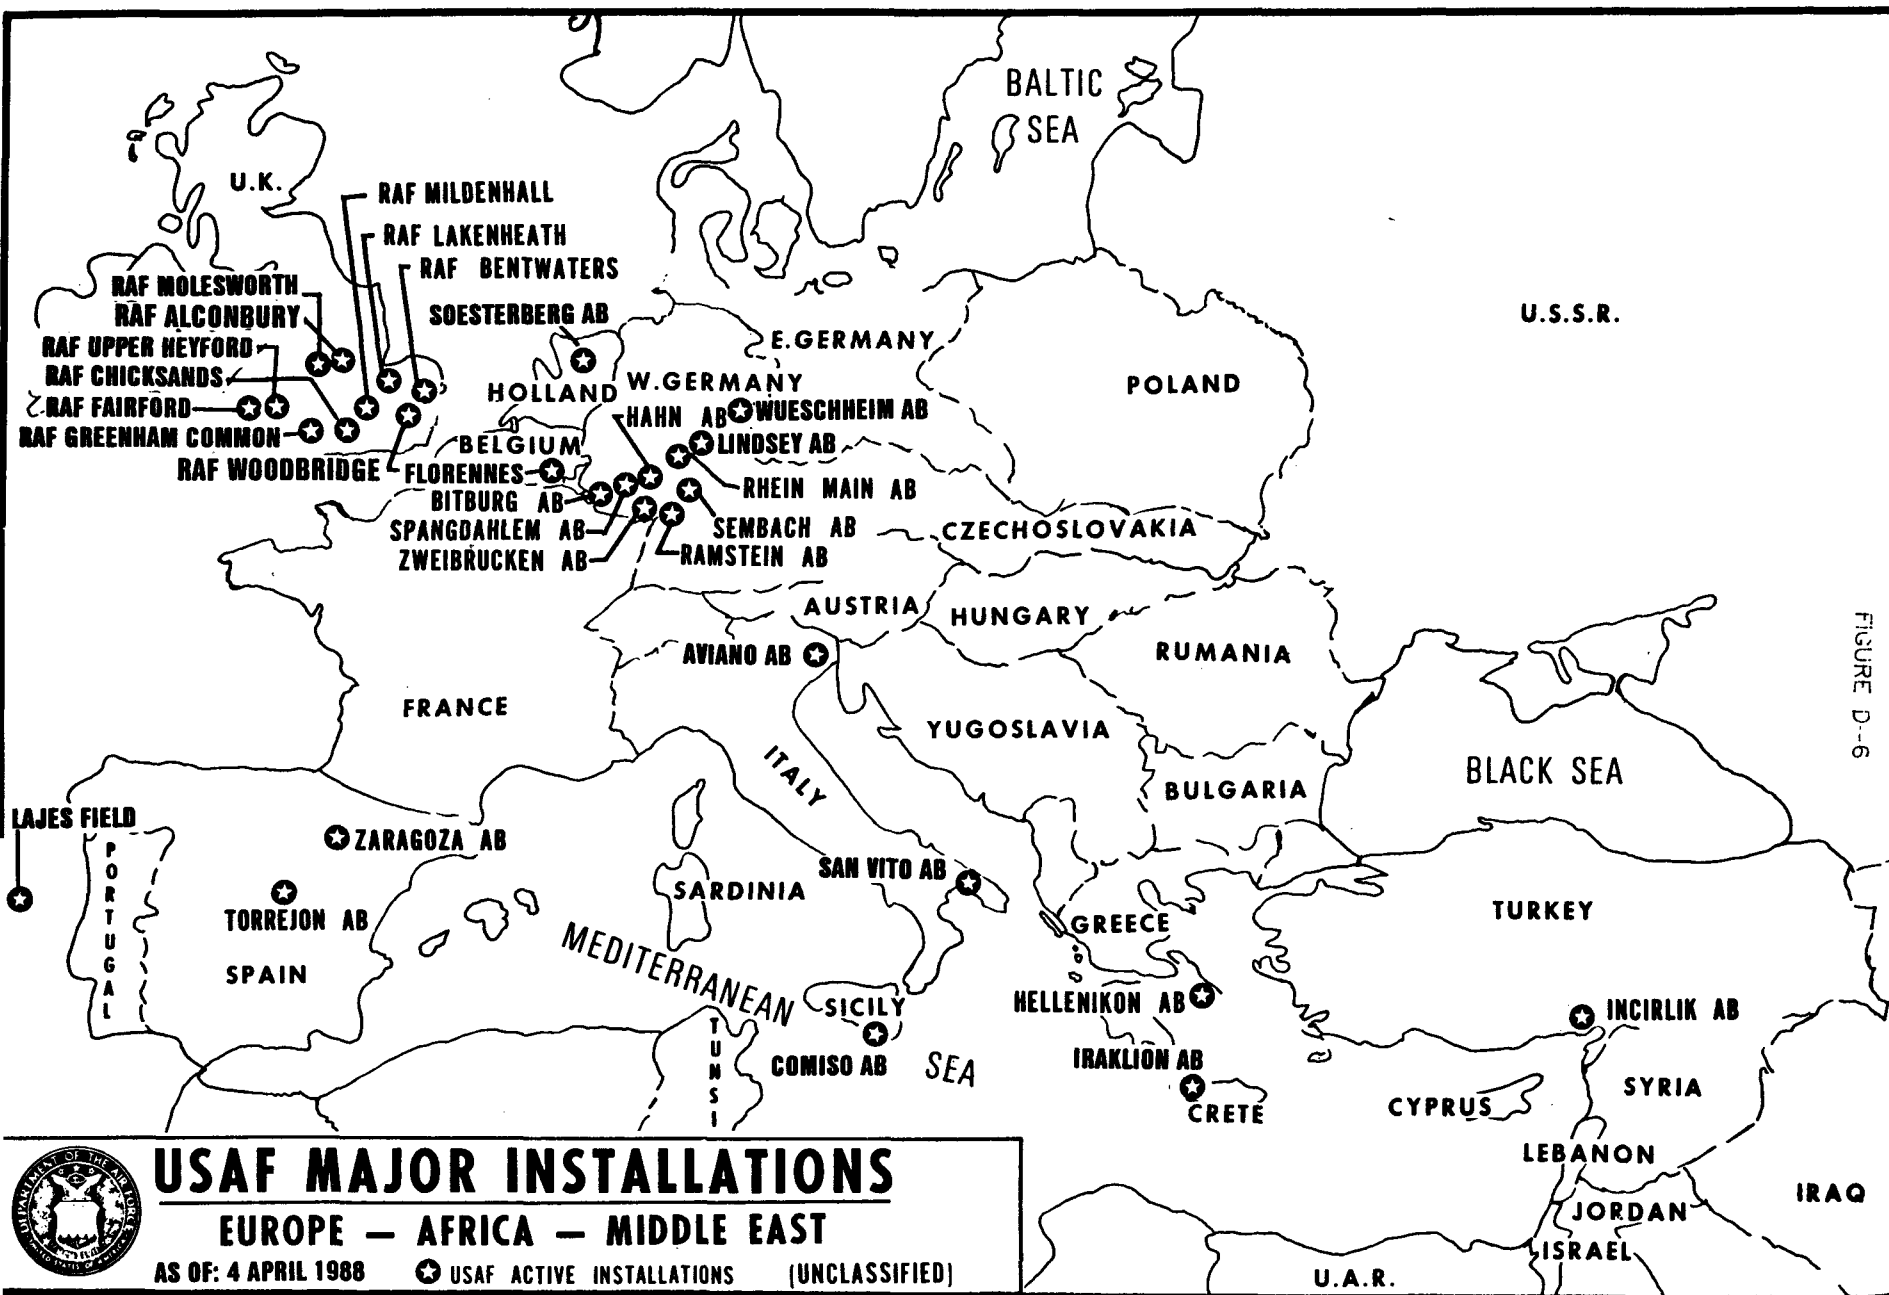 BALTIC
SEA
U.K.
RAF MILDENHALL
RAF LAKENHEATH
RAF BENTWATERS
RAF MOLESWORTH
RAF ALCONBURY
RAF UPPER HEYFORD
RAF CHICKSANDS
RAF FAIRFORD
RAF GREENHAM COMMON
RAF WOODBRIDGE
SOESTERBERG AB
HOLLAND
E.GERMANY
W.GERMANY
U.S.S.R.
POLAND
HAHN AB
WUESCHHEIM AB
LINDSEY AB
BELGIUM
FLORENNES
BITBURG AB
RHEIN MAIN AB
SPANGDAHLEM AB
SEMBACH AB
ZWEIBRUCKEN AB
RAMSTEIN AB
CZECHOSLOVAKIA
AUSTRIA
HUNGARY
AVIANO AB
RUMANIA
FRANCE
YUGOSLAVIA
ITALY
BULGARIA
BLACK SEA
FIGURE D-6
LAJES FIELD
PORTUGAL
ZARAGOZA AB
TORREJON AB
SPAIN
SARDINIA
SAN VITO AB
GREECE
TURKEY
MEDITERRANEAN
SEA
SICILY
COMISO AB
TUNSI
HELLENIKON AB
IRAKLION AB
CRETE
INCIRLIK AB
CYPRUS
SYRIA
LEBANON
JORDAN
ISRAEL
IRAQ
U.A.R.
USAF MAJOR INSTALLATIONS
EUROPE — AFRICA — MIDDLE EAST
AS OF: 4 APRIL 1988 USAF ACTIVE INSTALLATIONS (UNCLASSIFIED)